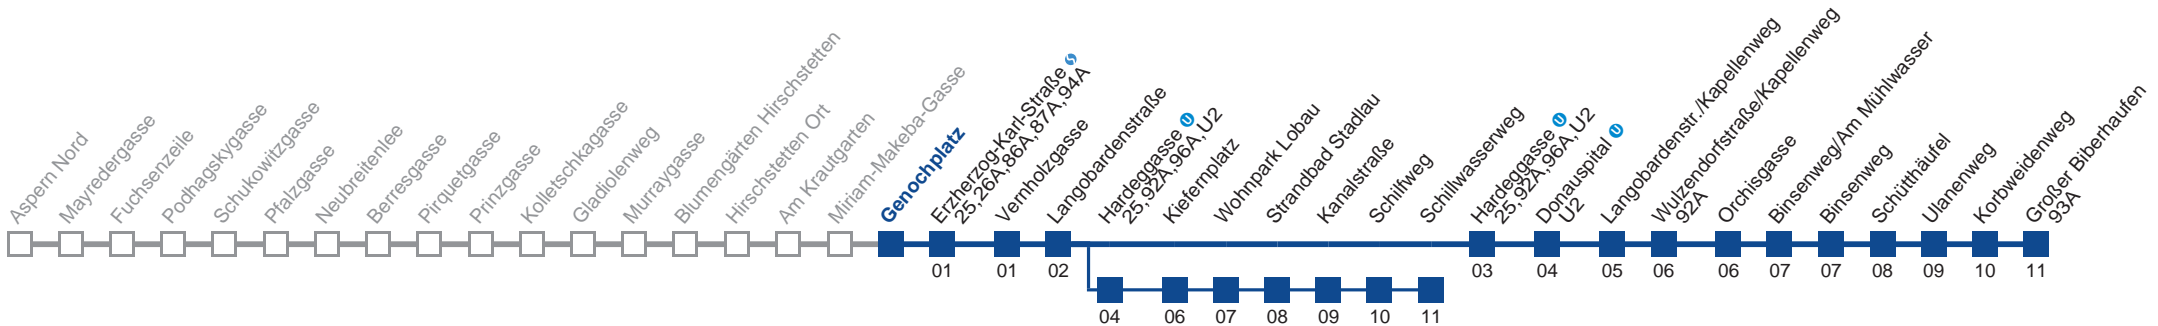 Aspern Nord
Mayredergasse
Fuchsenzeile
Podhagskygasse
Schukowitzgasse
Pfalzgasse
Neubreitenlee
Berresgasse
Pirquetgasse
Prinzgasse
Kolletschkagasse
Gladiolenweg
Murraygasse
Blumengärten Hirschstetten
Hirschstetten Ort
Am Krautgarten
Miriam-Makeba-Gasse
Genochplatz
Erzherzog-Karl-Straße S
25,26A,86A,87A,94A
Vernholzgasse
Langobardenstraße
Hardeggasse U
25,92A,96A,U2
Kiefernplatz
Wohnpark Lobau
Strandbad Stadlau
Kanalstraße
Schilfweg
Schillwasserweg
Hardeggasse U
25,92A,96A,U2
Donauspital U
U2
Langobardenstr./Kapellenweg
Wulzendorfstraße/Kapellenweg
92A
Orchisgasse
Binsenweg/Am Mühlwasser
Binsenweg
Schütthäufel
Ulanenweg
Korbweidenweg
Großer Biberhaufen
93A
01 01 02 03 04 05 06 06 07 07 08 09 10 11
04 06 07 08 09 10 11